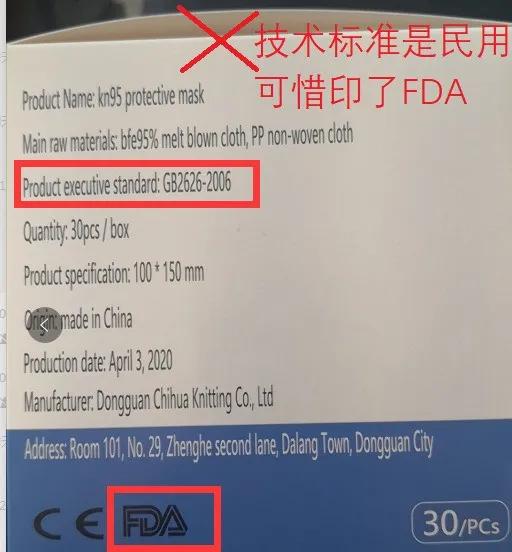 技术标准是民用
可惜印了FDA
Product Name: kn95 protective mask
Main raw materials: bfe95% melt blown cloth, PP non-woven cloth
Product executive standard: GB2626-2006
Quantity: 30pcs / box
Product specification: 100 * 150 mm
Origin: made in China
Production date: April 3, 2020
Manufacturer: Dongguan Chihua Knitting Co., Ltd
Address: Room 101, No. 29, Zhenghe second lane, Dalang Town, Dongguan City
CE FDA
30/PCs